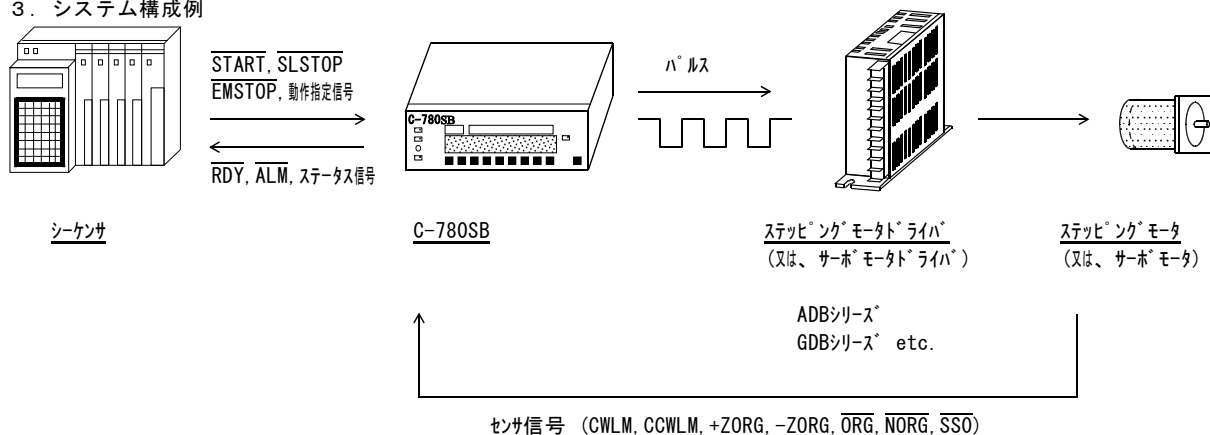 3．システム構成例
START, SLSTOP
EMSTOP, 動作指定信号
RDY, ALM, ステータス信号
C-780SB
パルス
シーケンサ
C-780SB
ステッピングモータドライバ
(又は、サーボモータドライバ)
ステッピングモータ
(又は、サーボモータ)
ADBシリーズ
GDBシリーズ etc.
センサ信号 (CWLM, CCWLM, +ZORG, -ZORG, ORG, NORG, SS0)